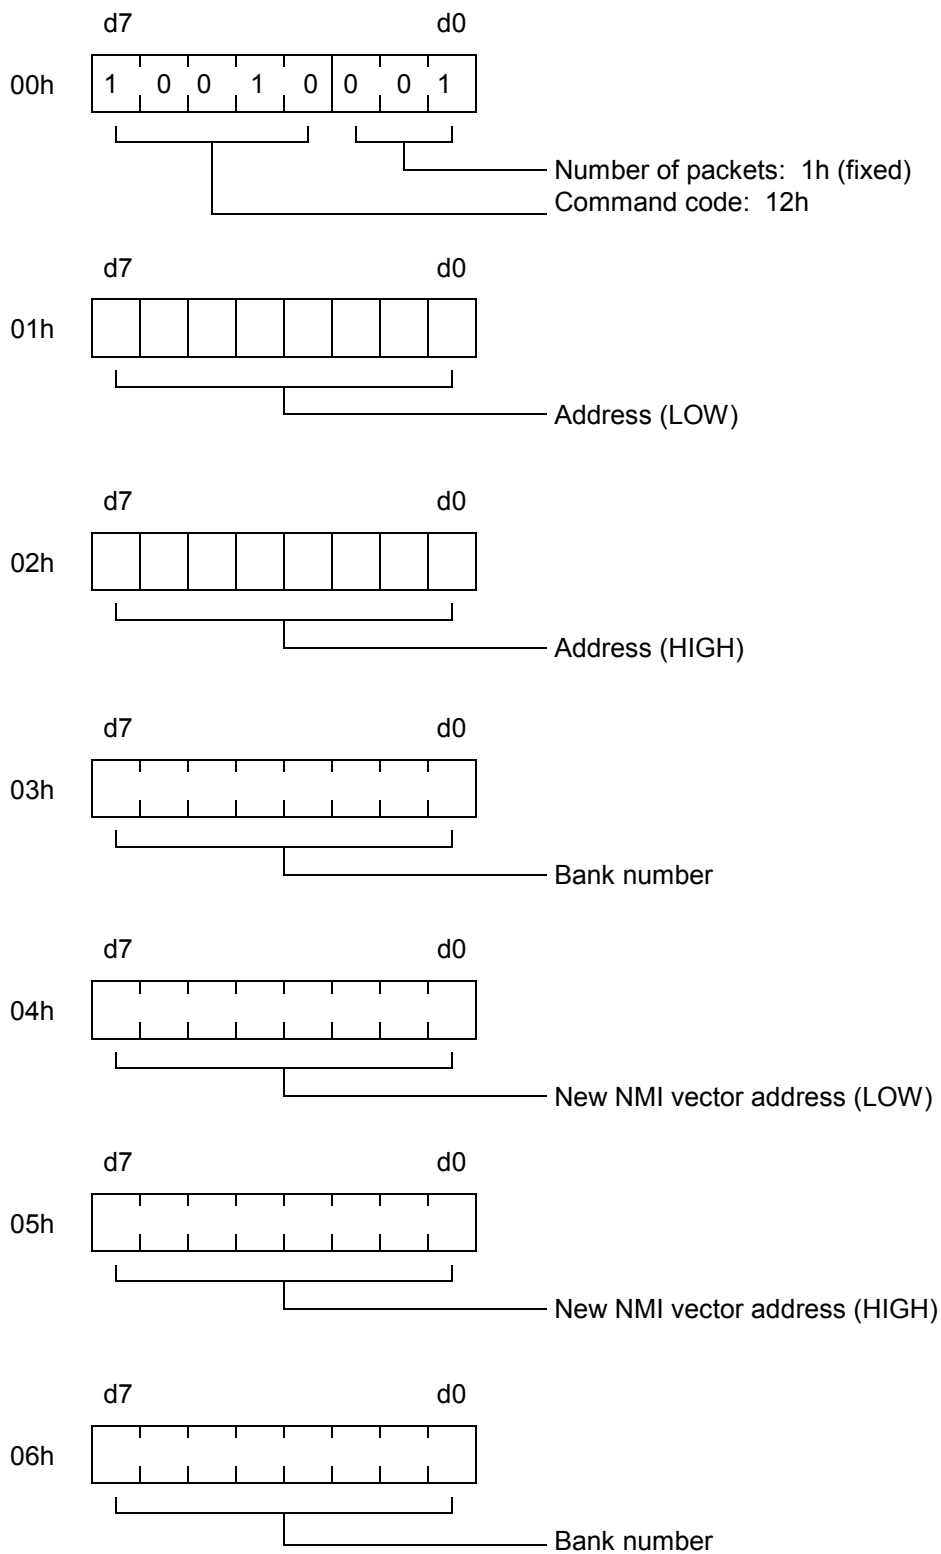 d7 d0
00h 1 0 0 1 0 0 0 1
Number of packets: 1h (fixed)
Command code: 12h
d7 d0
01h
Address (LOW)
d7 d0
02h
Address (HIGH)
d7 d0
03h
Bank number
d7 d0
04h
New NMI vector address (LOW)
d7 d0
05h
New NMI vector address (HIGH)
d7 d0
06h
Bank number